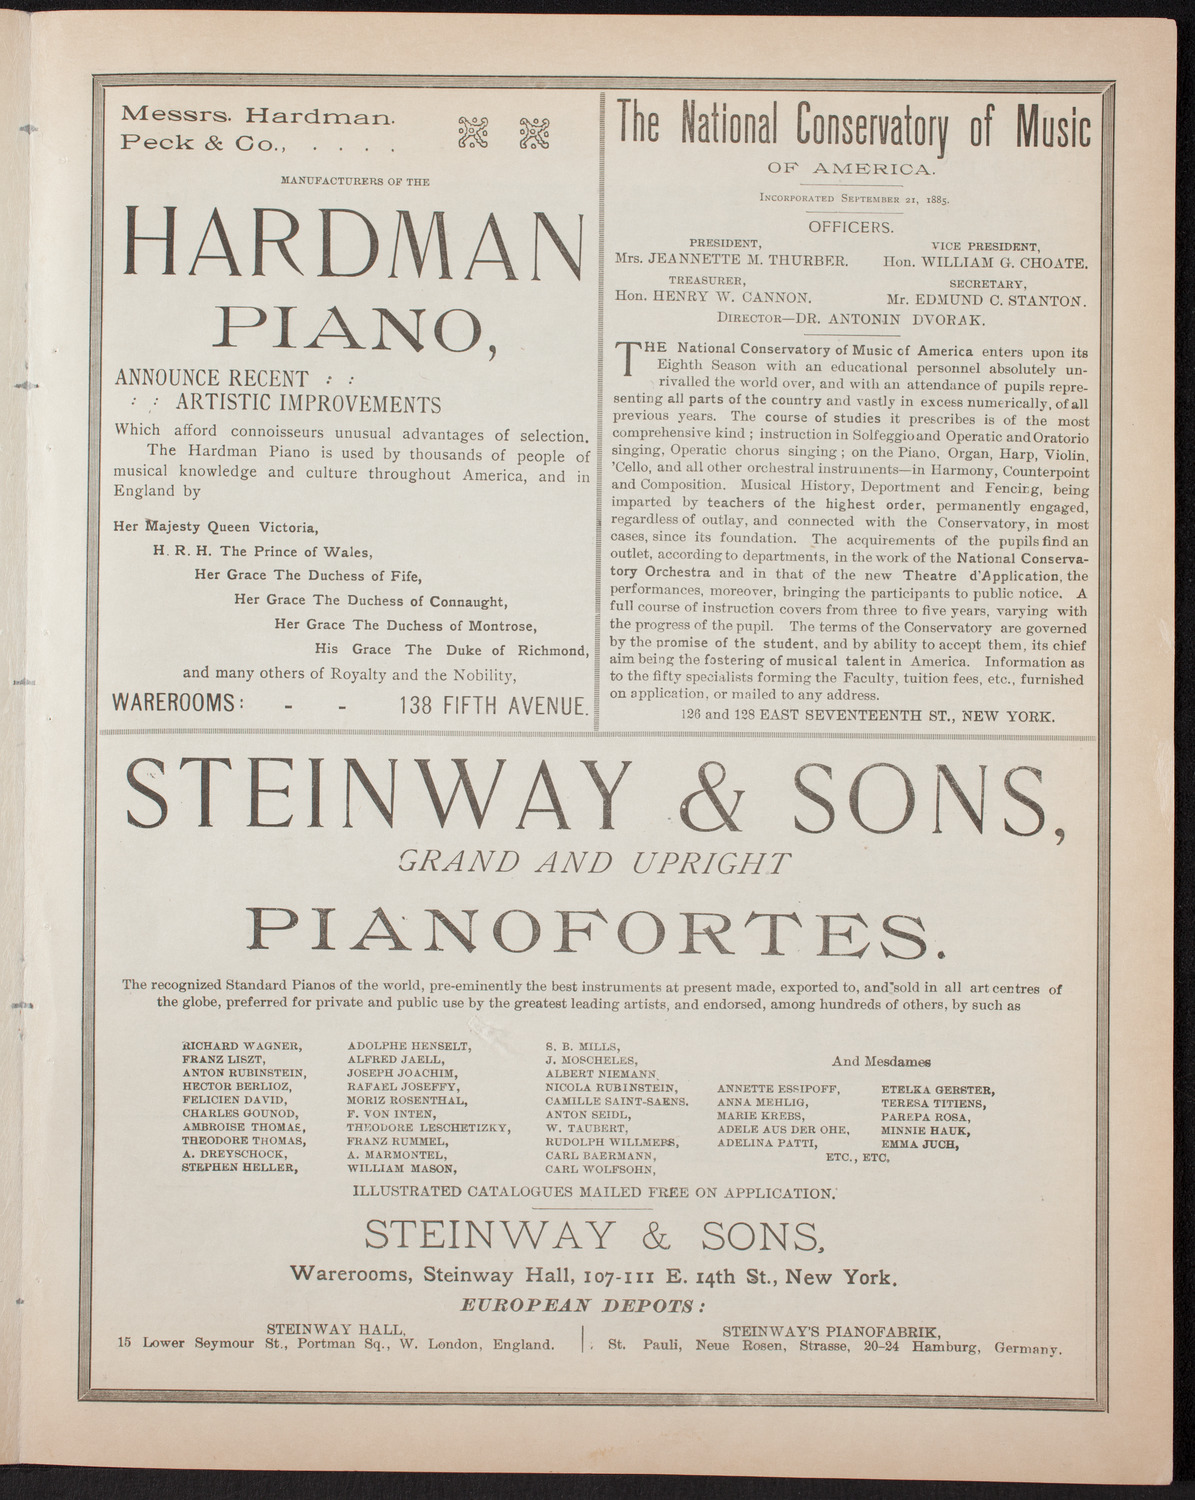 Messrs. Hardman.
Peck & Co., . . . .
MANUFACTURERS OF THE
HARDMAN
PIANO,
ANNOUNCE RECENT : :
: : ARTISTIC IMPROVEMENTS
Which afford connoisseurs unusual advantages of selection.
The Hardman Piano is used by thousands of people of
musical knowledge and culture throughout America, and in
England by
Her Majesty Queen Victoria,
H. R. H. The Prince of Wales,
Her Grace The Duchess of Fife,
Her Grace The Duchess of Connaught,
Her Grace The Duchess of Montrose,
His Grace The Duke of Richmond,
and many others of Royalty and the Nobility,
WAREROOMS: - - 138 FIFTH AVENUE.
The National Conservatory of Music
OF AMERICA.
INCORPORATED SEPTEMBER 21, 1885.
OFFICERS.
PRESIDENT, VICE PRESIDENT,
Mrs. JEANNETTE M. THURBER. Hon. WILLIAM G. CHOATE.
TREASURER, SECRETARY,
Hon. HENRY W. CANNON. Mr. EDMUND C. STANTON.
DIRECTOR—DR. ANTONIN DVORAK.
THE National Conservatory of Music of America enters upon its
Eighth Season with an educational personnel absolutely un-
rivalled the world over, and with an attendance of pupils repre-
senting all parts of the country and vastly in excess numerically, of all
previous years. The course of studies it prescribes is of the most
comprehensive kind; instruction in Solfeggio and Operatic and Oratorio
singing, Operatic chorus singing; on the Piano, Organ, Harp, Violin,
'Cello, and all other orchestral instruments—in Harmony, Counterpoint
and Composition. Musical History, Deportment and Fencing, being
imparted by teachers of the highest order, permanently engaged,
regardless of outlay, and connected with the Conservatory, in most
cases, since its foundation. The acquirements of the pupils find an
outlet, according to departments, in the work of the National Conserva-
tory Orchestra and in that of the new Theatre d'Application, the
performances, moreover, bringing the participants to public notice. A
full course of instruction covers from three to five years, varying with
the progress of the pupil. The terms of the Conservatory are governed
by the promise of the student, and by ability to accept them, its chief
aim being the fostering of musical talent in America. Information as
to the fifty specialists forming the Faculty, tuition fees, etc., furnished
on application, or mailed to any address.
126 and 128 EAST SEVENTEENTH ST., NEW YORK.
STEINWAY & SONS,
GRAND AND UPRIGHT
PIANOFORTES.
The recognized Standard Pianos of the world, pre-eminently the best instruments at present made, exported to, and sold in all art centres of
the globe, preferred for private and public use by the greatest leading artists, and endorsed, among hundreds of others, by such as
RICHARD WAGNER,
FRANZ LISZT,
ANTON RUBINSTEIN,
HECTOR BERLIOZ,
FELICIEN DAVID,
CHARLES GOUNOD,
AMBROISE THOMAS,
THEODORE THOMAS,
A. DREYSCHOCK,
STEPHEN HELLER,
ADOLPHE HENSELT,
ALFRED JAELL,
JOSEPH JOACHIM,
RAFAEL JOSEFFY,
MORIZ ROSENTHAL,
F. VON INTEN,
THEODORE LESCHETIZKY,
FRANZ RUMMEL,
A. MARMONTEL,
WILLIAM MASON,
S. B. MILLS,
J. MOSCHELES,
ALBERT NIEMANN,
NICOLA RUBINSTEIN,
CAMILLE SAINT-SAENS.
ANTON SEIDL,
W. TAUBERT,
RUDOLPH WILLMERS,
CARL BAERMANN,
CARL WOLFSOHN,
And Mesdames
ANNETTE ESSIPOFF,
ANNA MEHLIG,
MARIE KREBS,
ADELE AUS DER OHE,
ADELINA PATTI,
ETELKA GERSTER,
TERESA TITIENS,
PAREPA ROSA,
MINNIE HAUK,
EMMA JUCH,
ETC., ETC,
ILLUSTRATED CATALOGUES MAILED FREE ON APPLICATION.
STEINWAY & SONS,
Warerooms, Steinway Hall, 107-111 E. 14th St., New York.
EUROPEAN DEPOTS:
STEINWAY HALL,
15 Lower Seymour St., Portman Sq., W. London, England.
STEINWAY'S PIANOFABRIK,
St. Pauli, Neue Rosen, Strasse, 20-24 Hamburg, Germany.